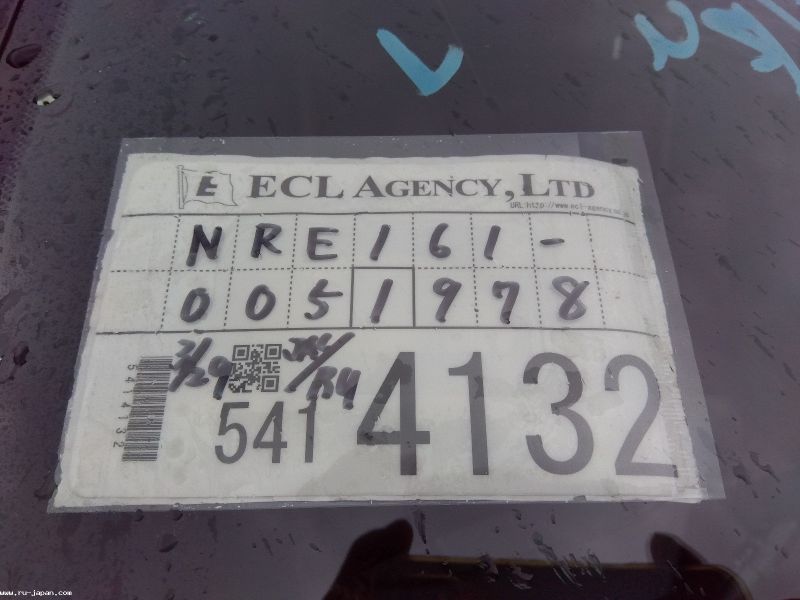 E ECL AGENCY, LTD
URL:http://www.ecl-agency.co.jp
NRE161-
0051978
541 4132
5414132
www.ru-japan.com